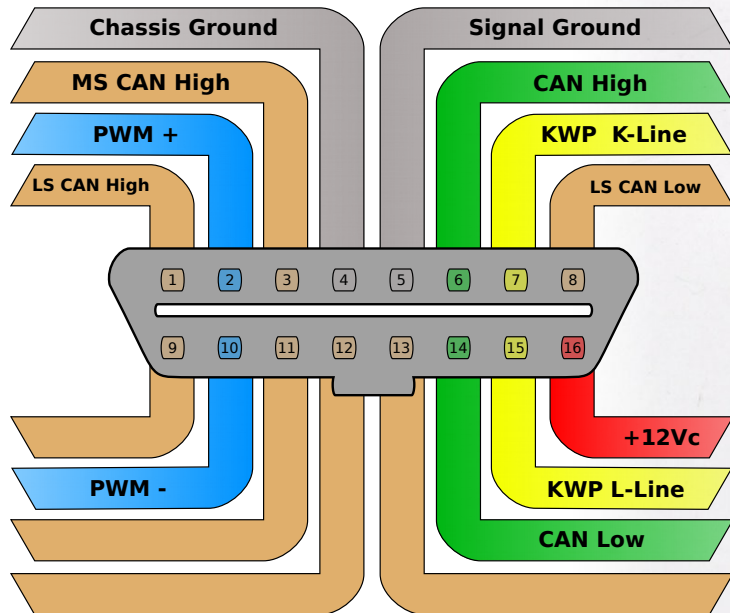 Chassis Ground
Signal Ground
MS CAN High
CAN High
PWM +
KWP K-Line
LS CAN High
LS CAN Low
1 2 3 4 5 6 7 8
9 10 11 12 13 14 15 16
+12Vc
PWM -
KWP L-Line
CAN Low